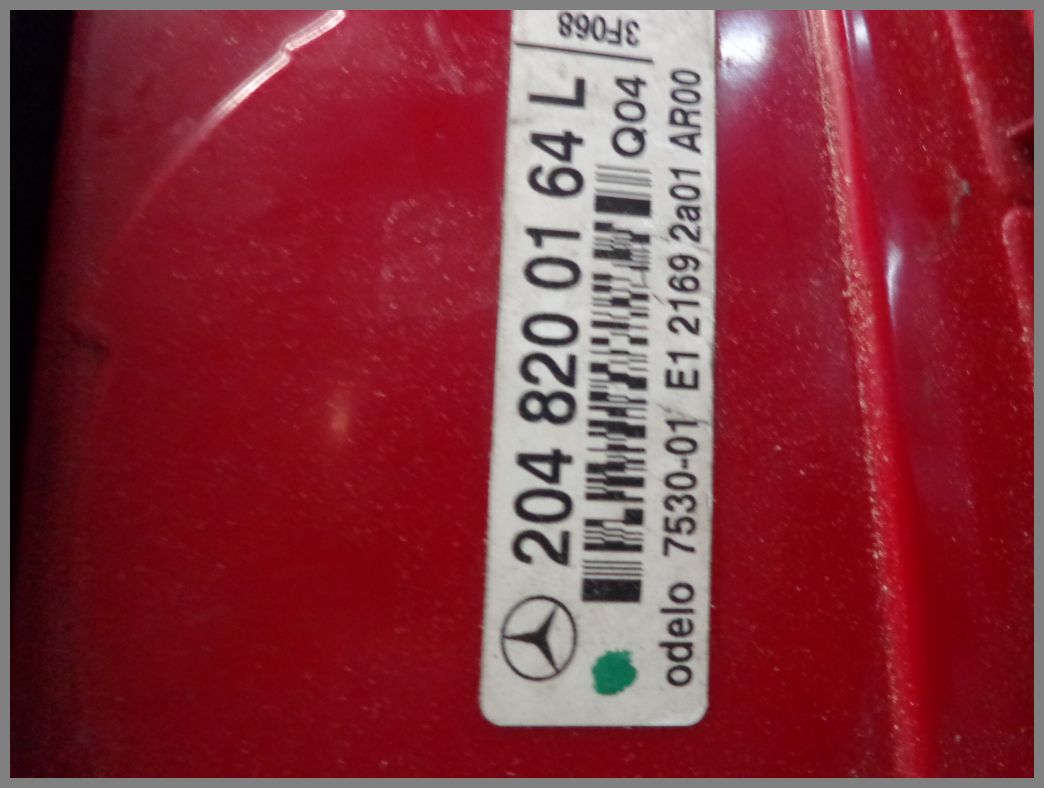 204 820 01 64 L
Q04
odelo 7530-01 E1 2169 2a01 AR00
3F068